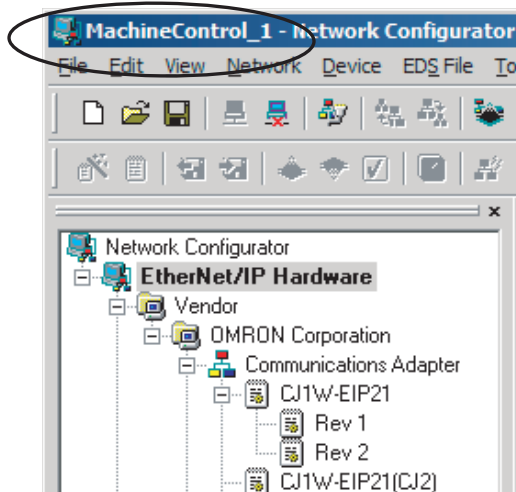 MachineControl_1 - Network Configurator
File Edit View Network Device EDS File To
Network Configurator
EtherNet/IP Hardware
Vendor
OMRON Corporation
Communications Adapter
CJ1W-EIP21
Rev 1
Rev 2
CJ1W-EIP21(CJ2)